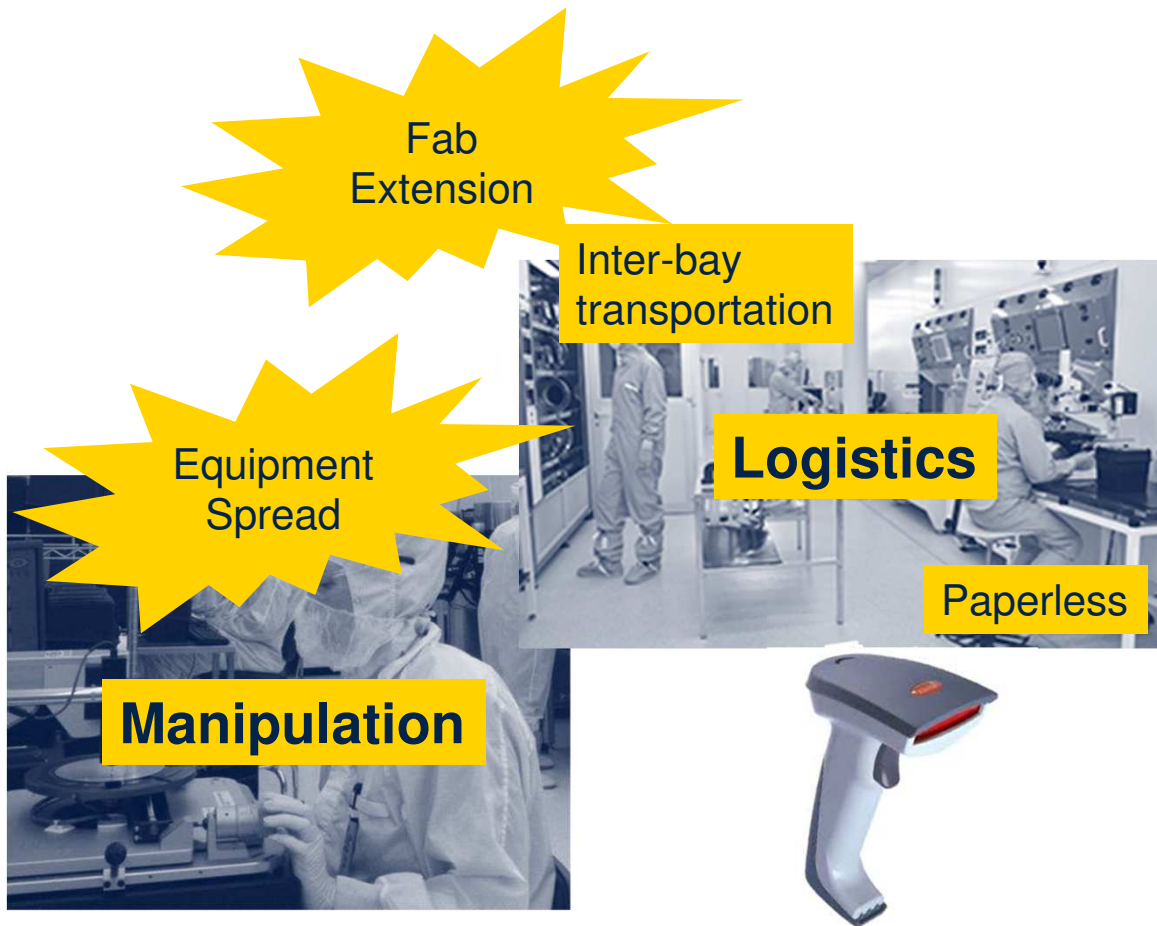 Fab
Extension
Inter-bay
transportation
Equipment
Spread
Logistics
Paperless
Manipulation